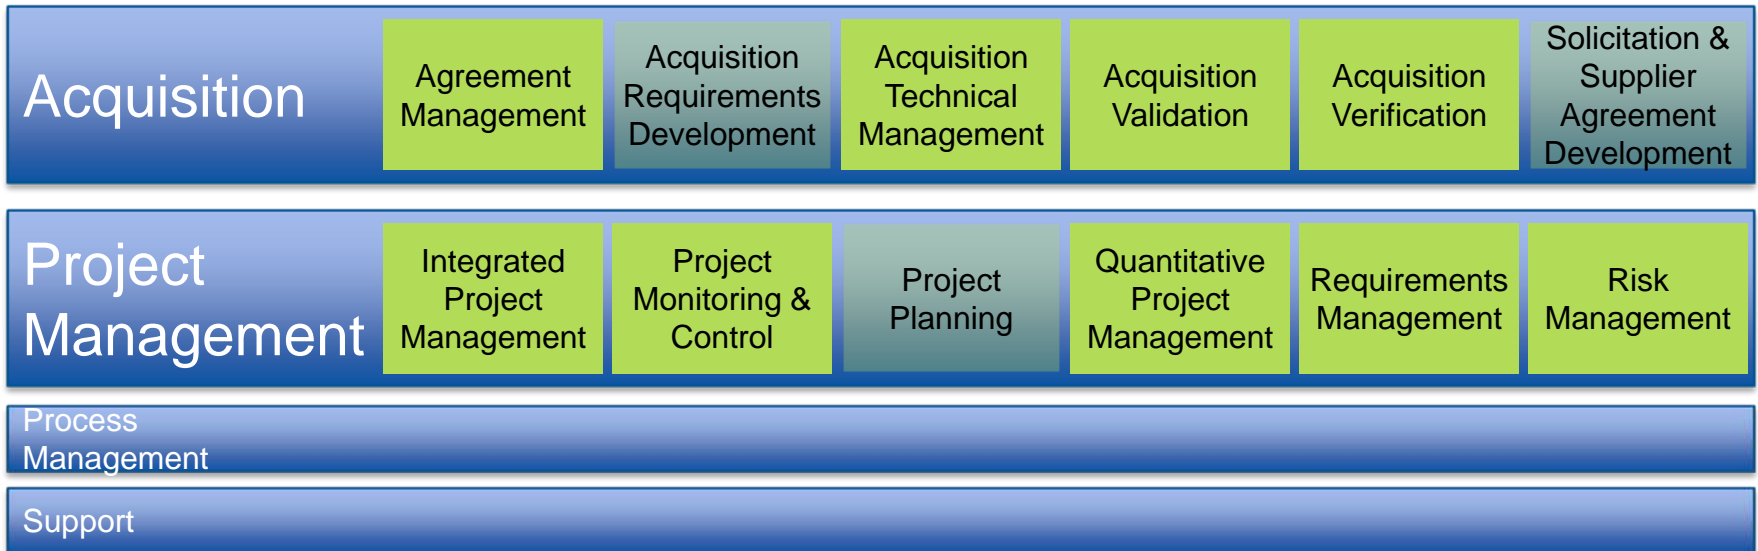 Acquisition
Agreement
Management
Acquisition
Requirements
Development
Acquisition
Technical
Management
Acquisition
Validation
Acquisition
Verification
Solicitation &
Supplier
Agreement
Development
Project
Management
Integrated
Project
Management
Project
Monitoring &
Control
Project
Planning
Quantitative
Project
Management
Requirements
Management
Risk
Management
Process
Management
Support